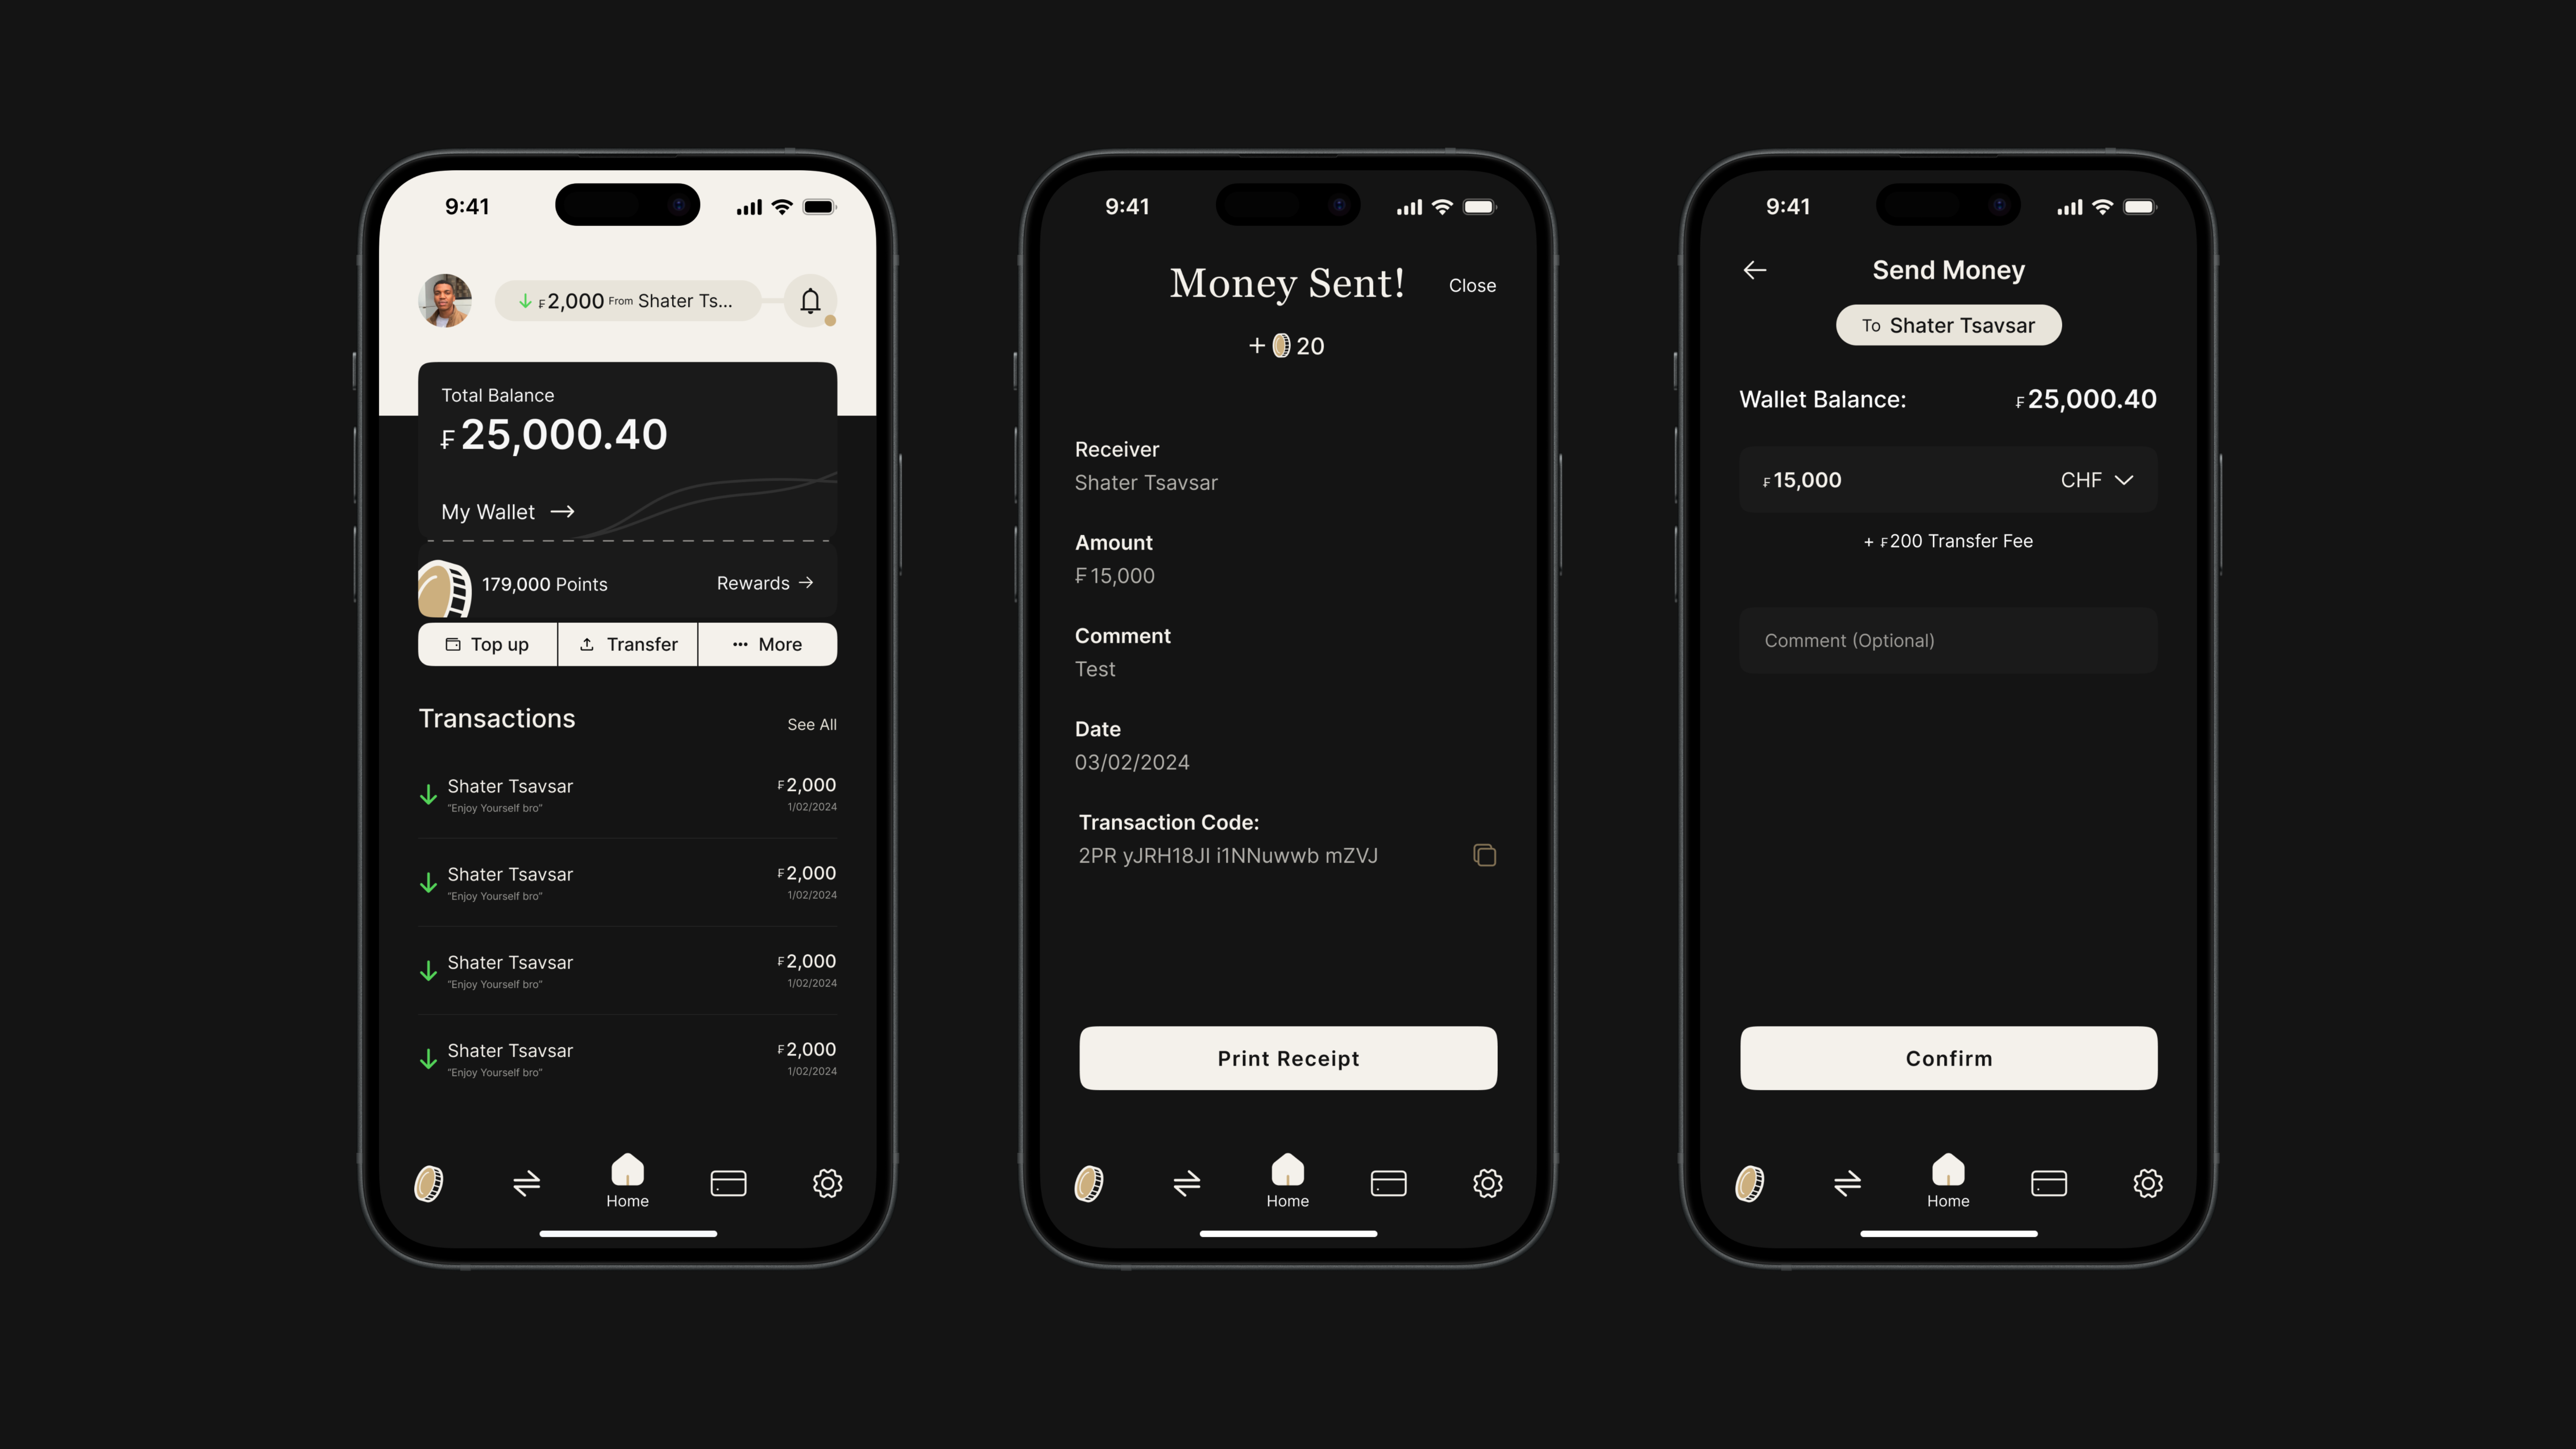 9:41
₣2,000 From Shater Ts...
Total Balance
₣25,000.40
My Wallet
179,000 Points
Rewards
Top up
Transfer
More
Transactions
See All
Shater Tsavsar
₣2,000
"Enjoy Yourself bro"
1/02/2024
Shater Tsavsar
₣2,000
"Enjoy Yourself bro"
1/02/2024
Shater Tsavsar
₣2,000
"Enjoy Yourself bro"
1/02/2024
Shater Tsavsar
₣2,000
"Enjoy Yourself bro"
1/02/2024
Home
9:41
Money Sent!
Close
+ 20
Receiver
Shater Tsavsar
Amount
₣15,000
Comment
Test
Date
03/02/2024
Transaction Code:
2PR yJRH18JI i1NNuwwb mZVJ
Print Receipt
Home
9:41
Send Money
To Shater Tsavsar
Wallet Balance:
₣25,000.40
₣15,000
CHF
+ ₣200 Transfer Fee
Comment (Optional)
Confirm
Home